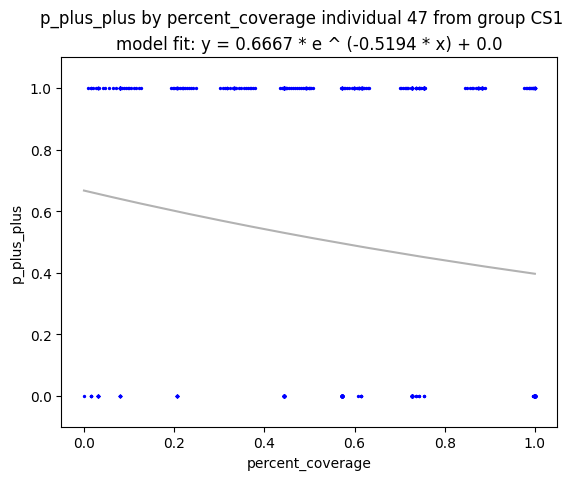 p_plus_plus by percent_coverage individual 47 from group CS1
model fit: y = 0.6667 * e ^ (-0.5194 * x) + 0.0
1.0
0.8
0.6
0.4
0.2
0.0
p_plus_plus
0.0 0.2 0.4 0.6 0.8 1.0
percent_coverage